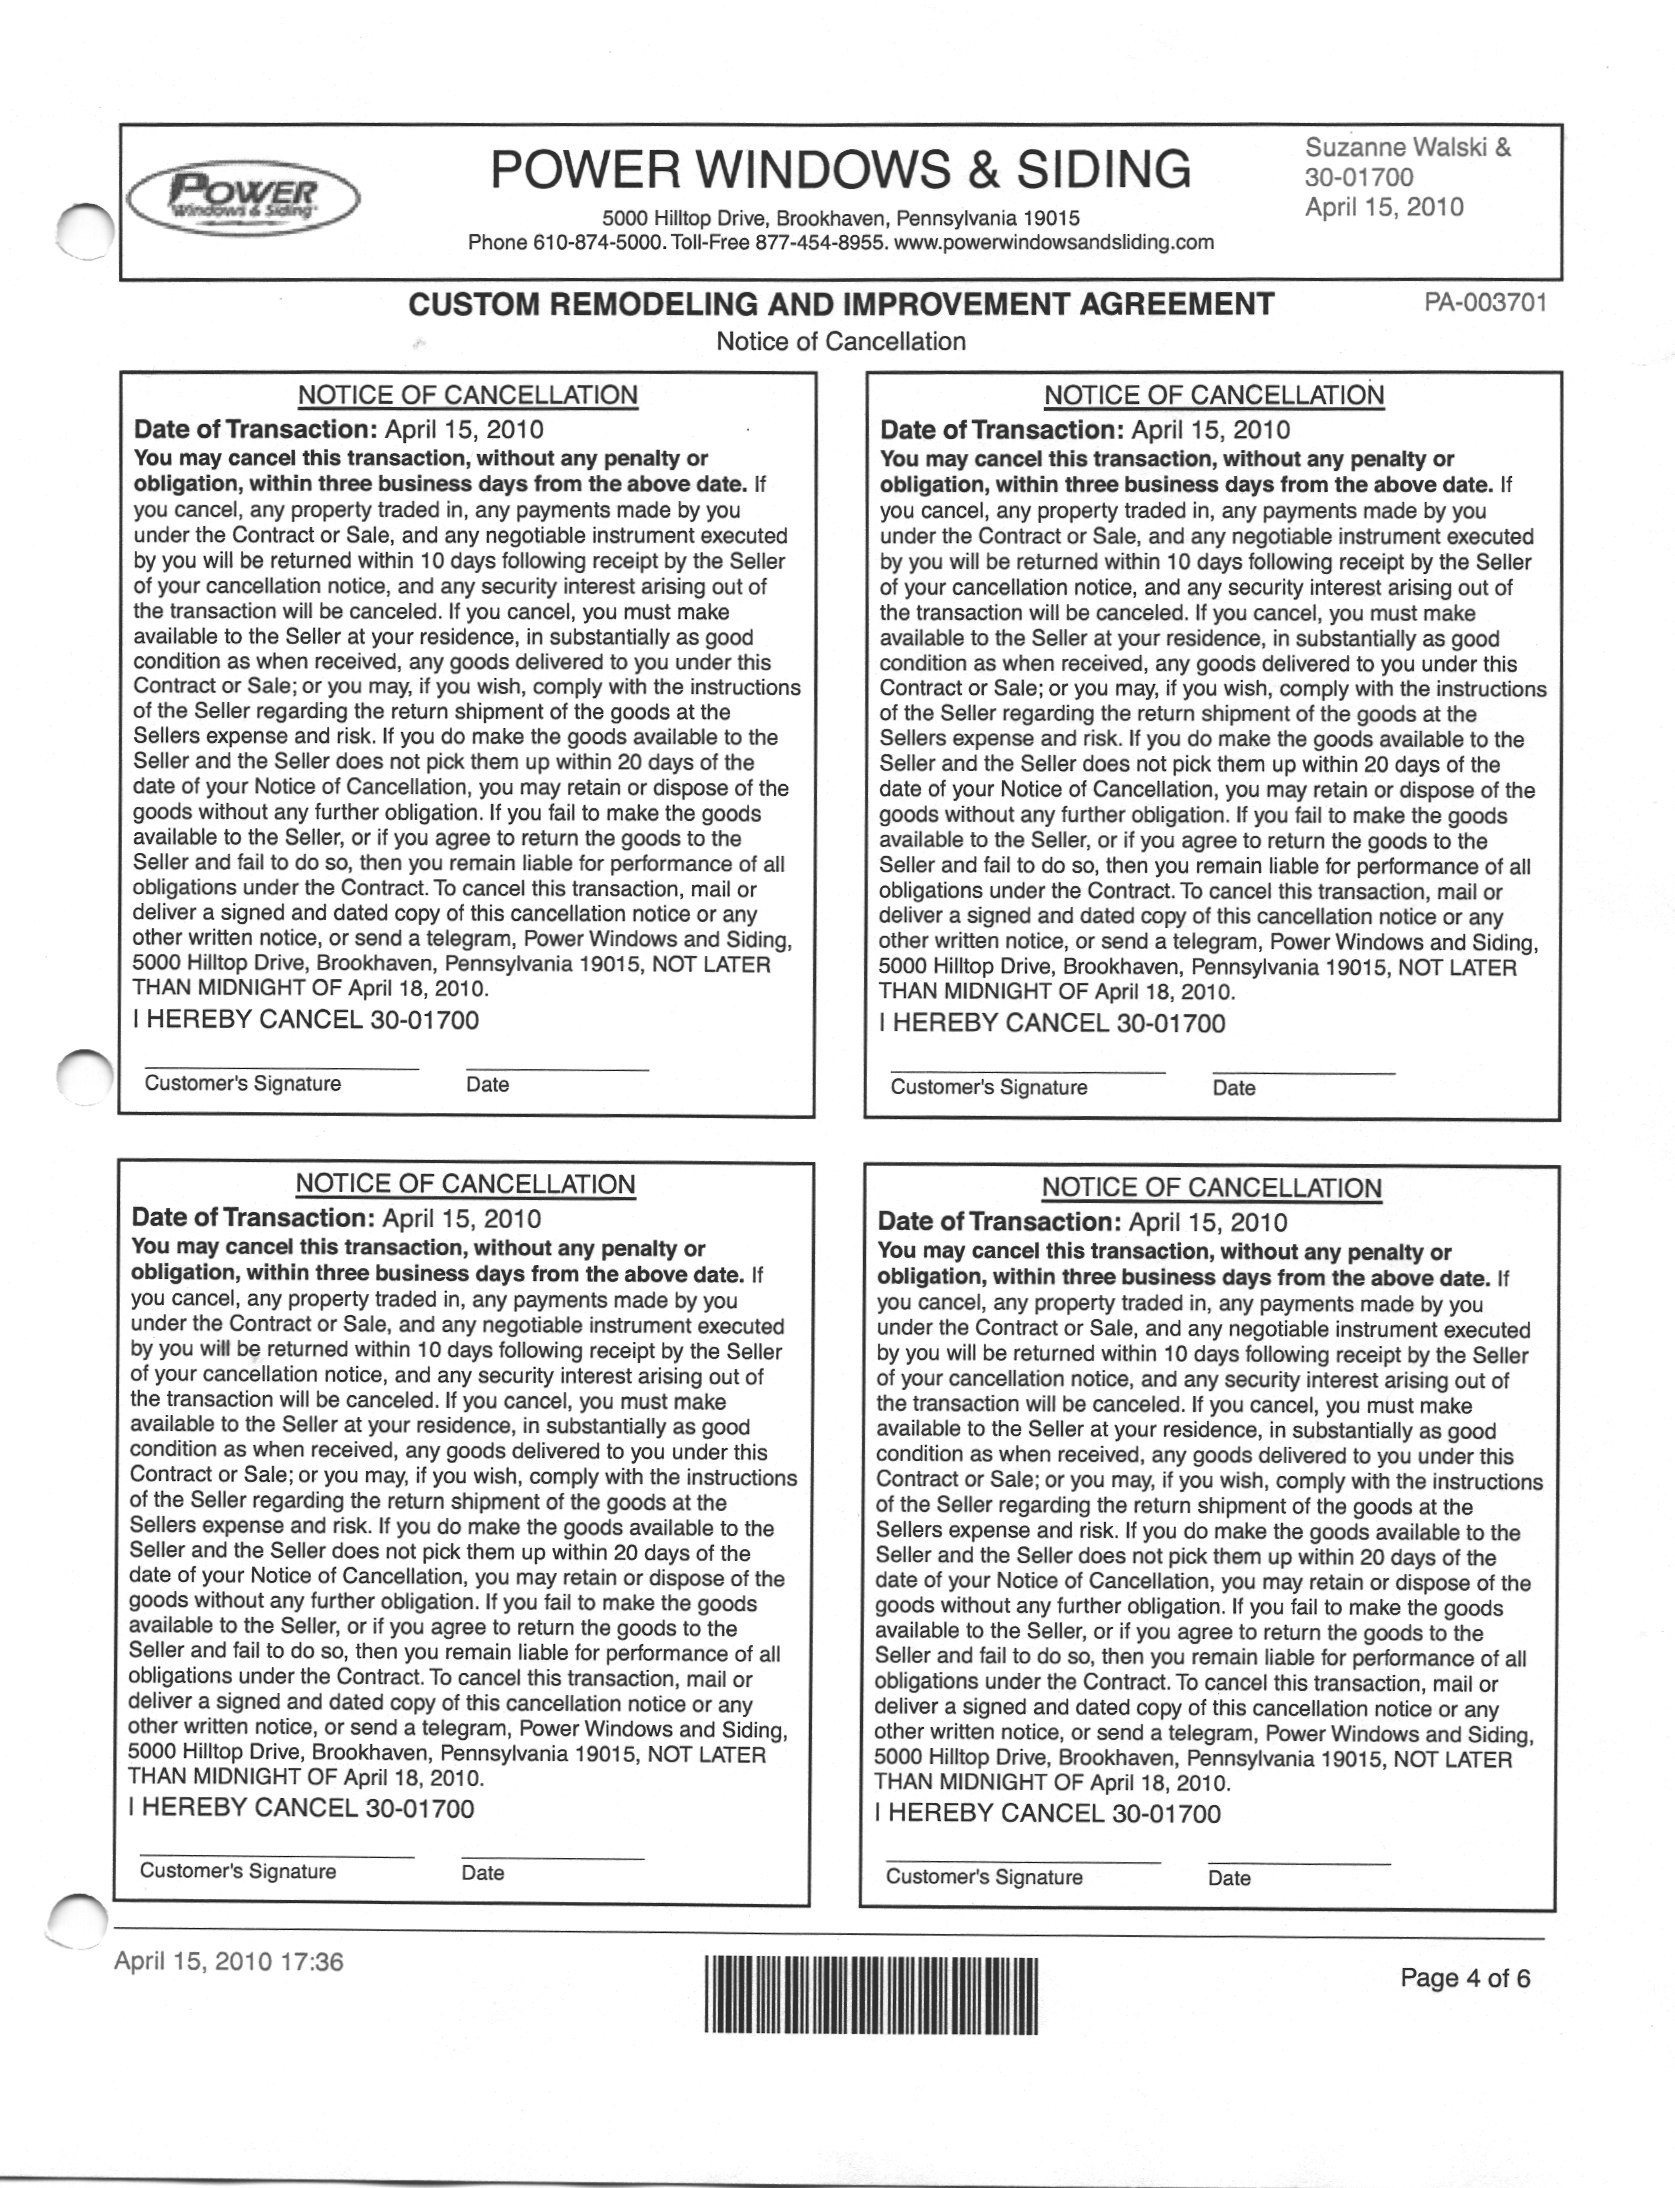 POWER
Windows & Siding
POWER WINDOWS & SIDING
5000 Hilltop Drive, Brookhaven, Pennsylvania 19015
Phone 610-874-5000. Toll-Free 877-454-8955. www.powerwindowsandsliding.com
Suzanne Walski &
30-01700
April 15, 2010
CUSTOM REMODELING AND IMPROVEMENT AGREEMENT
PA-003701
Notice of Cancellation
NOTICE OF CANCELLATION
Date of Transaction: April 15, 2010
You may cancel this transaction, without any penalty or
obligation, within three business days from the above date. If
you cancel, any property traded in, any payments made by you
under the Contract or Sale, and any negotiable instrument executed
by you will be returned within 10 days following receipt by the Seller
of your cancellation notice, and any security interest arising out of
the transaction will be canceled. If you cancel, you must make
available to the Seller at your residence, in substantially as good
condition as when received, any goods delivered to you under this
Contract or Sale; or you may, if you wish, comply with the instructions
of the Seller regarding the return shipment of the goods at the
Sellers expense and risk. If you do make the goods available to the
Seller and the Seller does not pick them up within 20 days of the
date of your Notice of Cancellation, you may retain or dispose of the
goods without any further obligation. If you fail to make the goods
available to the Seller, or if you agree to return the goods to the
Seller and fail to do so, then you remain liable for performance of all
obligations under the Contract. To cancel this transaction, mail or
deliver a signed and dated copy of this cancellation notice or any
other written notice, or send a telegram, Power Windows and Siding,
5000 Hilltop Drive, Brookhaven, Pennsylvania 19015, NOT LATER
THAN MIDNIGHT OF April 18, 2010.
I HEREBY CANCEL 30-01700
Customer's Signature Date
NOTICE OF CANCELLATION
Date of Transaction: April 15, 2010
You may cancel this transaction, without any penalty or
obligation, within three business days from the above date. If
you cancel, any property traded in, any payments made by you
under the Contract or Sale, and any negotiable instrument executed
by you will be returned within 10 days following receipt by the Seller
of your cancellation notice, and any security interest arising out of
the transaction will be canceled. If you cancel, you must make
available to the Seller at your residence, in substantially as good
condition as when received, any goods delivered to you under this
Contract or Sale; or you may, if you wish, comply with the instructions
of the Seller regarding the return shipment of the goods at the
Sellers expense and risk. If you do make the goods available to the
Seller and the Seller does not pick them up within 20 days of the
date of your Notice of Cancellation, you may retain or dispose of the
goods without any further obligation. If you fail to make the goods
available to the Seller, or if you agree to return the goods to the
Seller and fail to do so, then you remain liable for performance of all
obligations under the Contract. To cancel this transaction, mail or
deliver a signed and dated copy of this cancellation notice or any
other written notice, or send a telegram, Power Windows and Siding,
5000 Hilltop Drive, Brookhaven, Pennsylvania 19015, NOT LATER
THAN MIDNIGHT OF April 18, 2010.
I HEREBY CANCEL 30-01700
Customer's Signature Date
NOTICE OF CANCELLATION
Date of Transaction: April 15, 2010
You may cancel this transaction, without any penalty or
obligation, within three business days from the above date. If
you cancel, any property traded in, any payments made by you
under the Contract or Sale, and any negotiable instrument executed
by you will be returned within 10 days following receipt by the Seller
of your cancellation notice, and any security interest arising out of
the transaction will be canceled. If you cancel, you must make
available to the Seller at your residence, in substantially as good
condition as when received, any goods delivered to you under this
Contract or Sale; or you may, if you wish, comply with the instructions
of the Seller regarding the return shipment of the goods at the
Sellers expense and risk. If you do make the goods available to the
Seller and the Seller does not pick them up within 20 days of the
date of your Notice of Cancellation, you may retain or dispose of the
goods without any further obligation. If you fail to make the goods
available to the Seller, or if you agree to return the goods to the
Seller and fail to do so, then you remain liable for performance of all
obligations under the Contract. To cancel this transaction, mail or
deliver a signed and dated copy of this cancellation notice or any
other written notice, or send a telegram, Power Windows and Siding,
5000 Hilltop Drive, Brookhaven, Pennsylvania 19015, NOT LATER
THAN MIDNIGHT OF April 18, 2010.
I HEREBY CANCEL 30-01700
Customer's Signature Date
NOTICE OF CANCELLATION
Date of Transaction: April 15, 2010
You may cancel this transaction, without any penalty or
obligation, within three business days from the above date. If
you cancel, any property traded in, any payments made by you
under the Contract or Sale, and any negotiable instrument executed
by you will be returned within 10 days following receipt by the Seller
of your cancellation notice, and any security interest arising out of
the transaction will be canceled. If you cancel, you must make
available to the Seller at your residence, in substantially as good
condition as when received, any goods delivered to you under this
Contract or Sale; or you may, if you wish, comply with the instructions
of the Seller regarding the return shipment of the goods at the
Sellers expense and risk. If you do make the goods available to the
Seller and the Seller does not pick them up within 20 days of the
date of your Notice of Cancellation, you may retain or dispose of the
goods without any further obligation. If you fail to make the goods
available to the Seller, or if you agree to return the goods to the
Seller and fail to do so, then you remain liable for performance of all
obligations under the Contract. To cancel this transaction, mail or
deliver a signed and dated copy of this cancellation notice or any
other written notice, or send a telegram, Power Windows and Siding,
5000 Hilltop Drive, Brookhaven, Pennsylvania 19015, NOT LATER
THAN MIDNIGHT OF April 18, 2010.
I HEREBY CANCEL 30-01700
Customer's Signature Date
April 15, 2010 17:36
Page 4 of 6